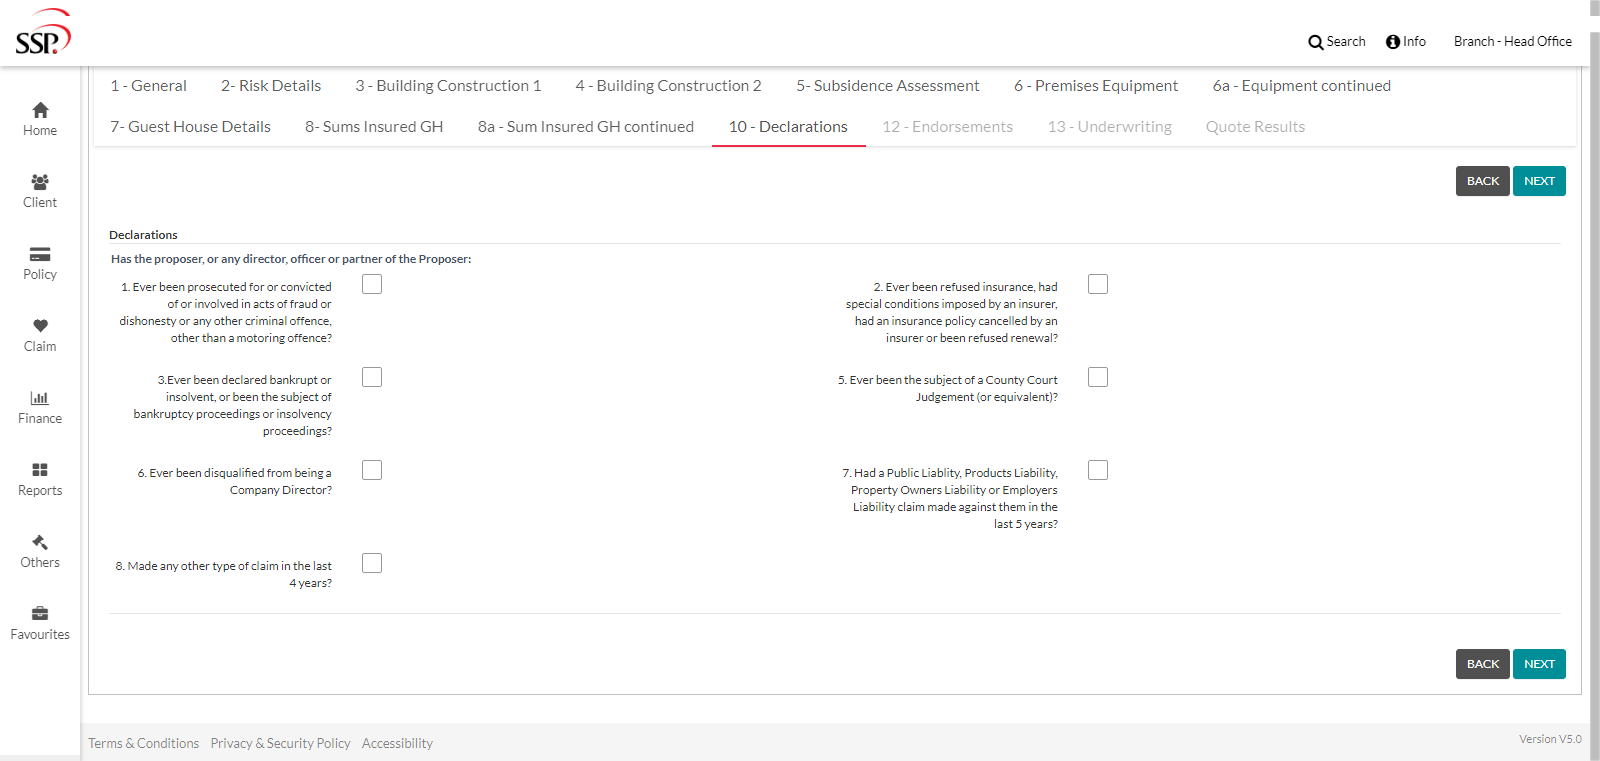 SSP.
Search
Info
Branch - Head Office
1 - General
2- Risk Details
3 - Building Construction 1
4 - Building Construction 2
5- Subsidence Assessment
6 - Premises Equipment
6a - Equipment continued
7- Guest House Details
8- Sums Insured GH
8a - Sum Insured GH continued
10 - Declarations
12 - Endorsements
13 - Underwriting
Quote Results
Home
Client
Policy
Claim
Finance
Reports
Others
Favourites
BACK
NEXT
Declarations
Has the proposer, or any director, officer or partner of the Proposer:
1. Ever been prosecuted for or convicted
of or involved in acts of fraud or
dishonesty or any other criminal offence,
other than a motoring offence?
2. Ever been refused insurance, had
special conditions imposed by an insurer,
had an insurance policy cancelled by an
insurer or been refused renewal?
3.Ever been declared bankrupt or
insolvent, or been the subject of
bankruptcy proceedings or insolvency
proceedings?
5. Ever been the subject of a County Court
Judgement (or equivalent)?
6. Ever been disqualified from being a
Company Director?
7. Had a Public Liablity, Products Liability,
Property Owners Liability or Employers
Liability claim made against them in the
last 5 years?
8. Made any other type of claim in the last
4 years?
BACK
NEXT
Terms & Conditions
Privacy & Security Policy
Accessibility
Version V5.0